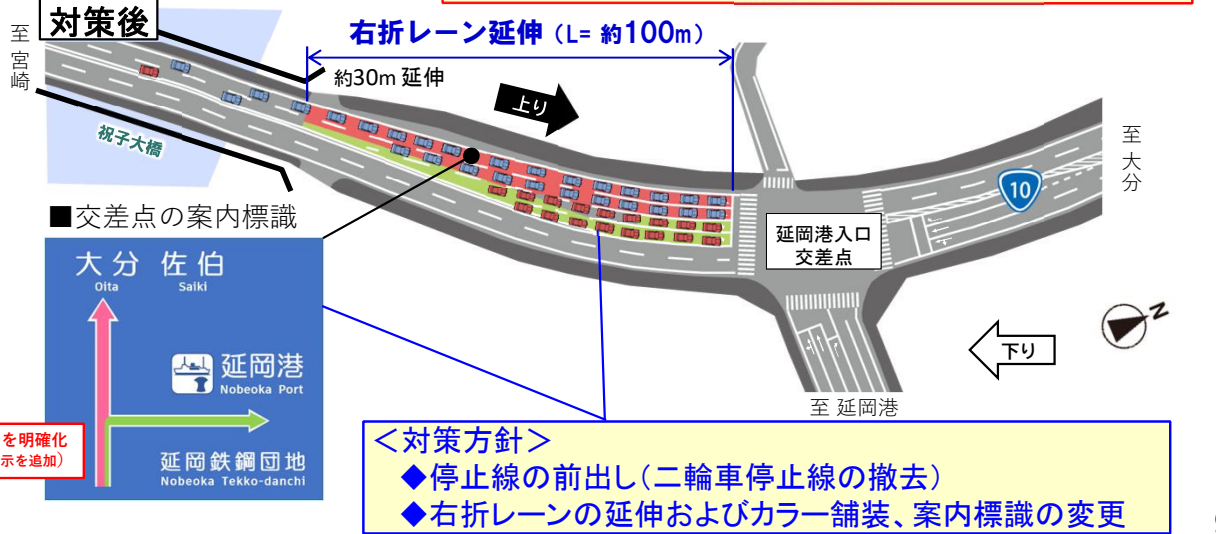 対策後
至 宮崎
右折レーン延伸（L= 約100m）
約30m 延伸
上り
祝子大橋
至 大分
10
■交差点の案内標識
延岡港入口
交差点
大分 佐伯
Oita Saiki
延岡港
Nobeoka Port
延岡鉄鋼団地
Nobeoka Tekko-danchi
を明確化
示を追加）
N
下り
至 延岡港
＜対策方針＞
◆停止線の前出し（二輪車停止線の撤去）
◆右折レーンの延伸およびカラー舗装、案内標識の変更